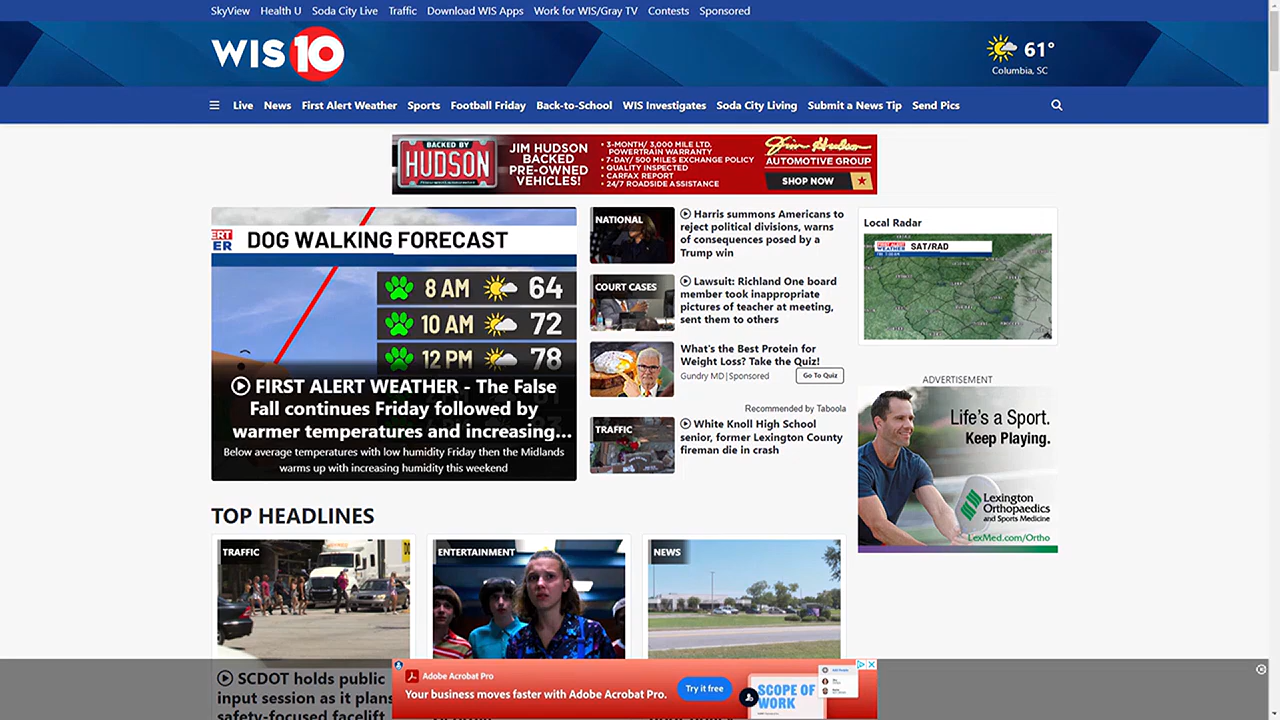 SkyView Health U Soda City Live Traffic Download WIS Apps Work for WIS/Gray TV Contests Sponsored
WIS10
61°
Columbia, SC
Live News First Alert Weather Sports Football Friday Back-to-School WIS Investigates Soda City Living Submit a News Tip Send Pics
BACKED BY
HUDSON
JIM HUDSON
BACKED
PRE-OWNED
VEHICLES!
• 3-MONTH/ 3,000 MILE LTD.
POWERTRAIN WARRANTY
• 7-DAY/ 500 MILES EXCHANGE POLICY
• QUALITY INSPECTED
• CARFAX REPORT
• 24/7 ROADSIDE ASSISTANCE
Jim Hudson
AUTOMOTIVE GROUP
SHOP NOW
DOG WALKING FORECAST
8 AM 64
10 AM 72
12 PM 78
FIRST ALERT WEATHER - The False
Fall continues Friday followed by
warmer temperatures and increasing...
Below average temperatures with low humidity Friday then the Midlands
warms up with increasing humidity this weekend
NATIONAL
Harris summons Americans to
reject political divisions, warns
of consequences posed by a
Trump win
COURT CASES
Lawsuit: Richland One board
member took inappropriate
pictures of teacher at meeting,
sent them to others
What's the Best Protein for
Weight Loss? Take the Quiz!
Gundry MD | Sponsored
Go To Quiz
Recommended by Taboola
TRAFFIC
White Knoll High School
senior, former Lexington County
fireman die in crash
Local Radar
FIRST ALERT
WEATHER
SAT/RAD
ADVERTISEMENT
Life's a Sport.
Keep Playing.
Lexington
Orthopaedics
and Sports Medicine
LexMed.com/Ortho
TOP HEADLINES
TRAFFIC
SCDOT holds public
input session as it plans
safety-focused facelift
ENTERTAINMENT
NEWS
Adobe Acrobat Pro
Your business moves faster with Adobe Acrobat Pro.
Try it free
SCOPE OF
WORK